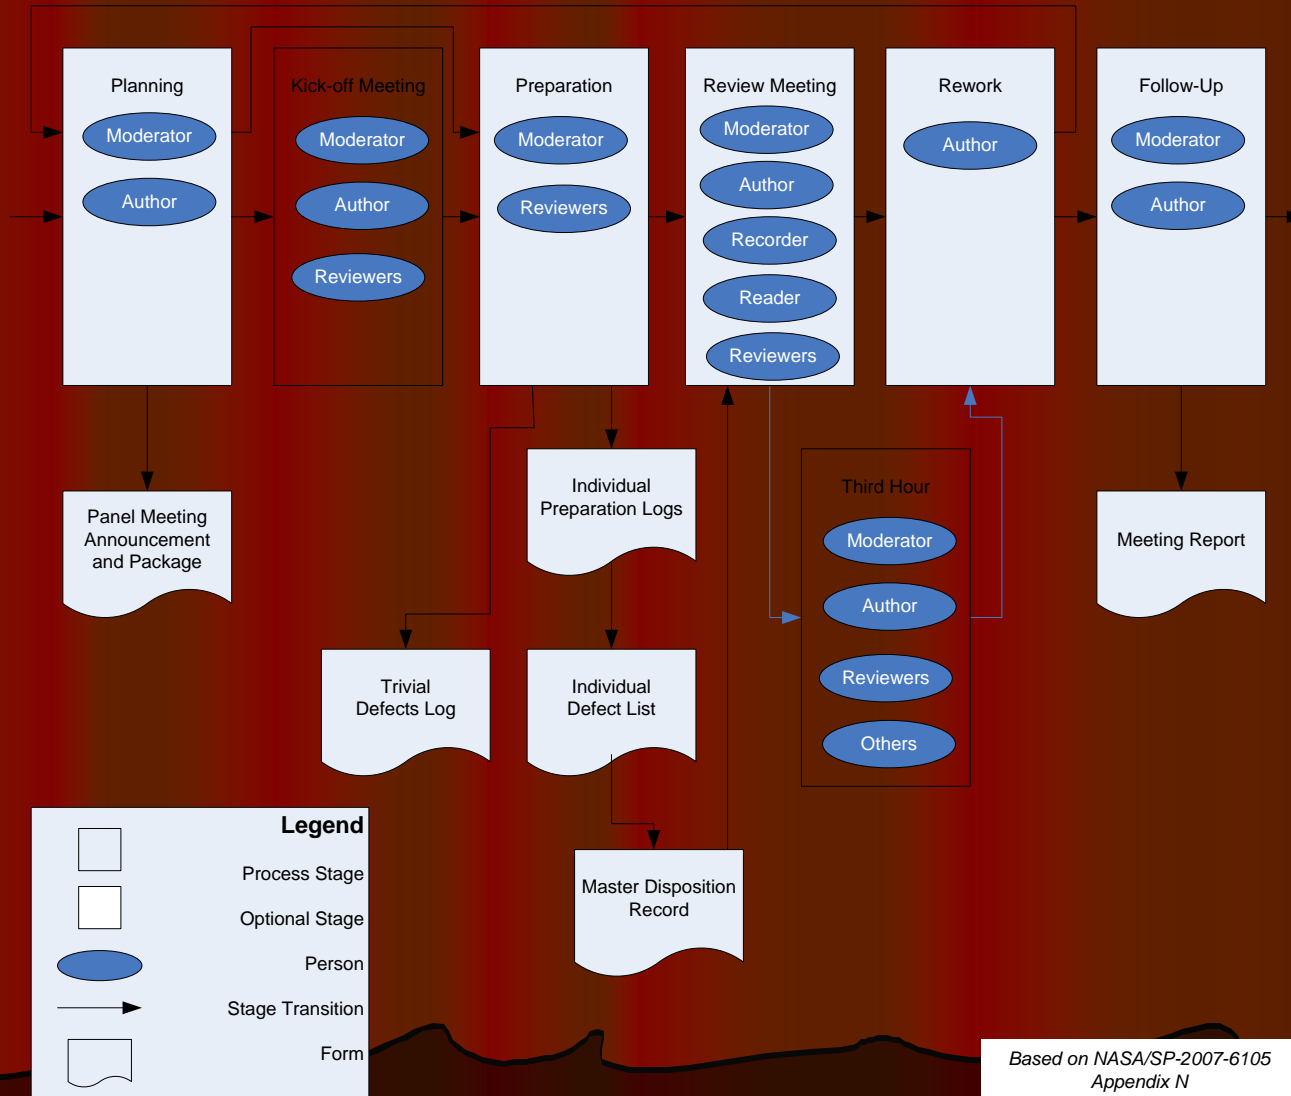 Planning
Moderator
Author
Kick-off Meeting
Moderator
Author
Reviewers
Preparation
Moderator
Reviewers
Review Meeting
Moderator
Author
Recorder
Reader
Reviewers
Rework
Author
Follow-Up
Moderator
Author
Panel Meeting
Announcement
and Package
Individual
Preparation Logs
Third Hour
Moderator
Author
Reviewers
Others
Meeting Report
Trivial
Defects Log
Individual
Defect List
Master Disposition
Record
Legend
Process Stage
Optional Stage
Person
Stage Transition
Form
Based on NASA/SP-2007-6105
Appendix N